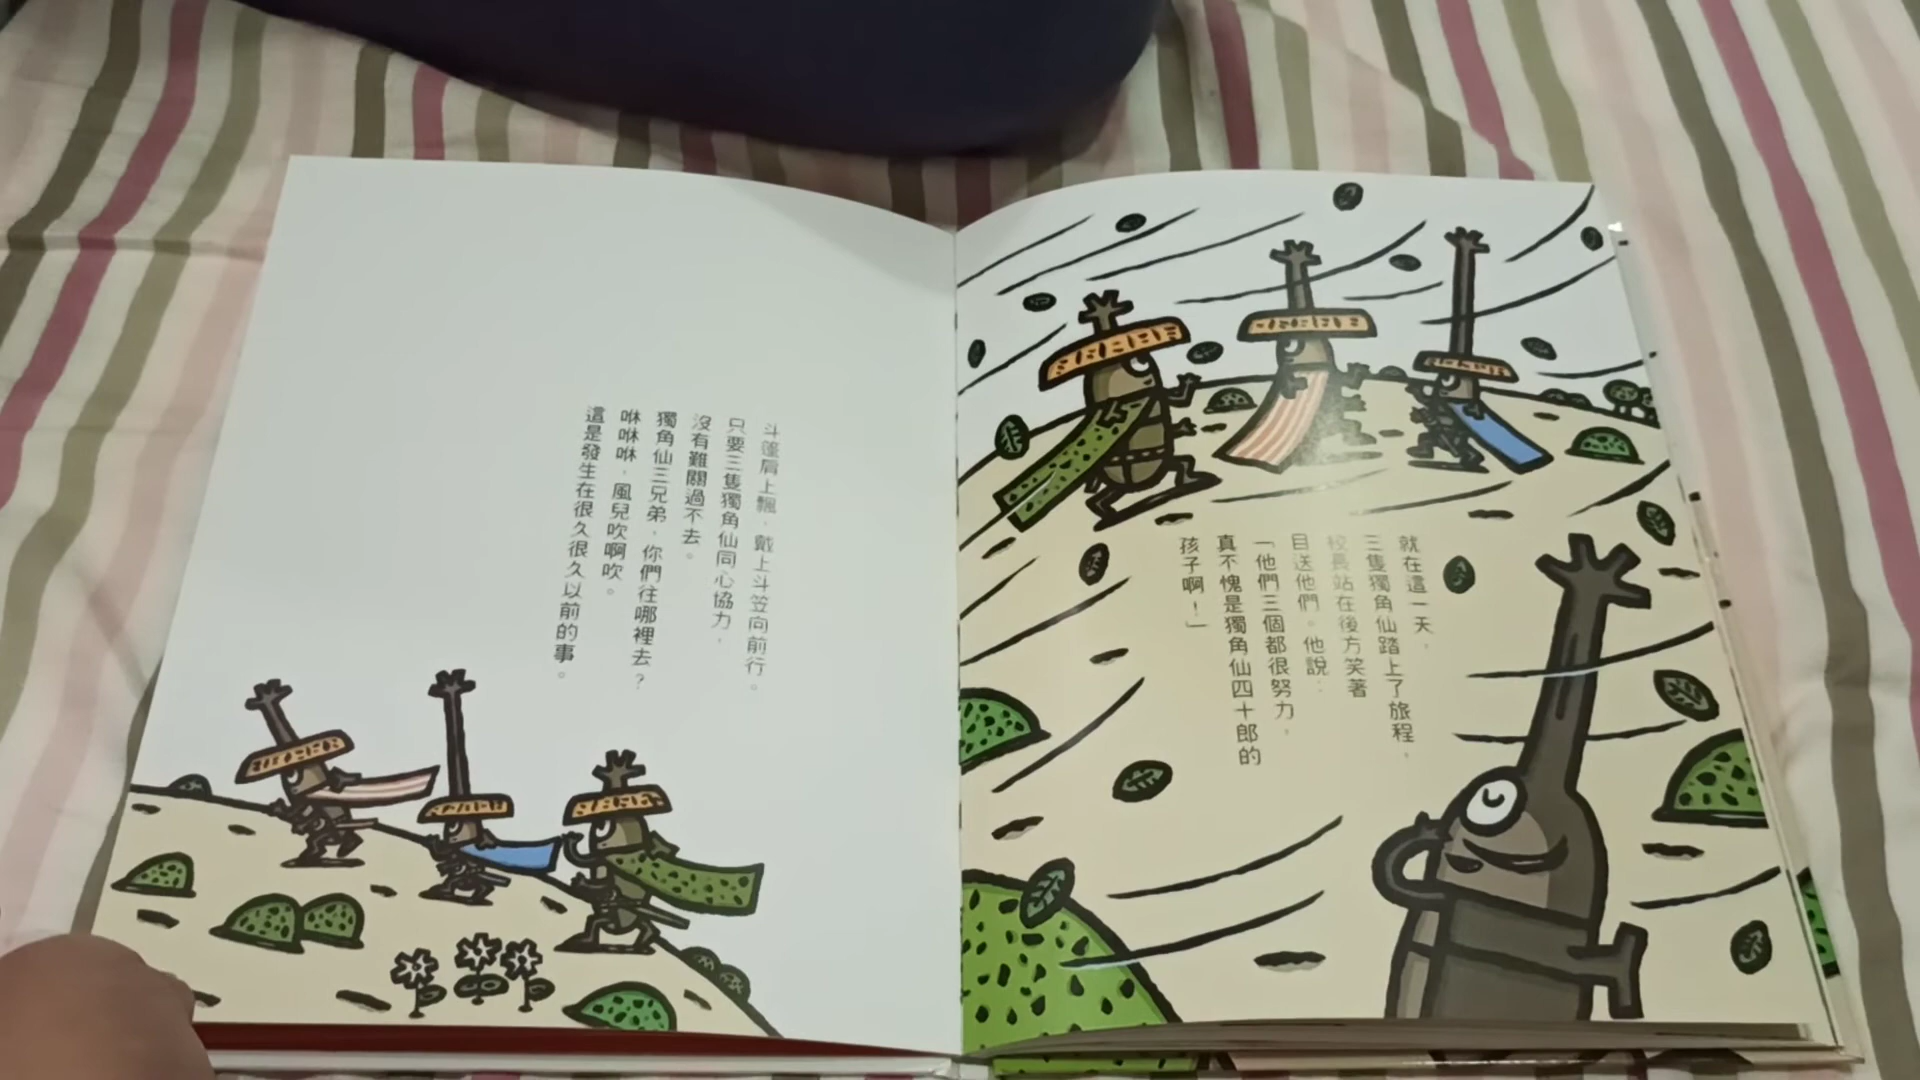 就在這一天，
三隻獨角仙踏上了旅程，
校長站在後方笑著
目送他們。他說：
「他們三個都很努力，
真不愧是獨角仙四十郎的
孩子啊！」
斗篷肩上飄，戴上斗笠向前行。
只要三隻獨角仙同心協力，
沒有難關過不去。
獨角仙三兄弟，你們往哪裡去？
咻咻咻，風兒吹啊吹。
這是發生在很久很久以前的事。